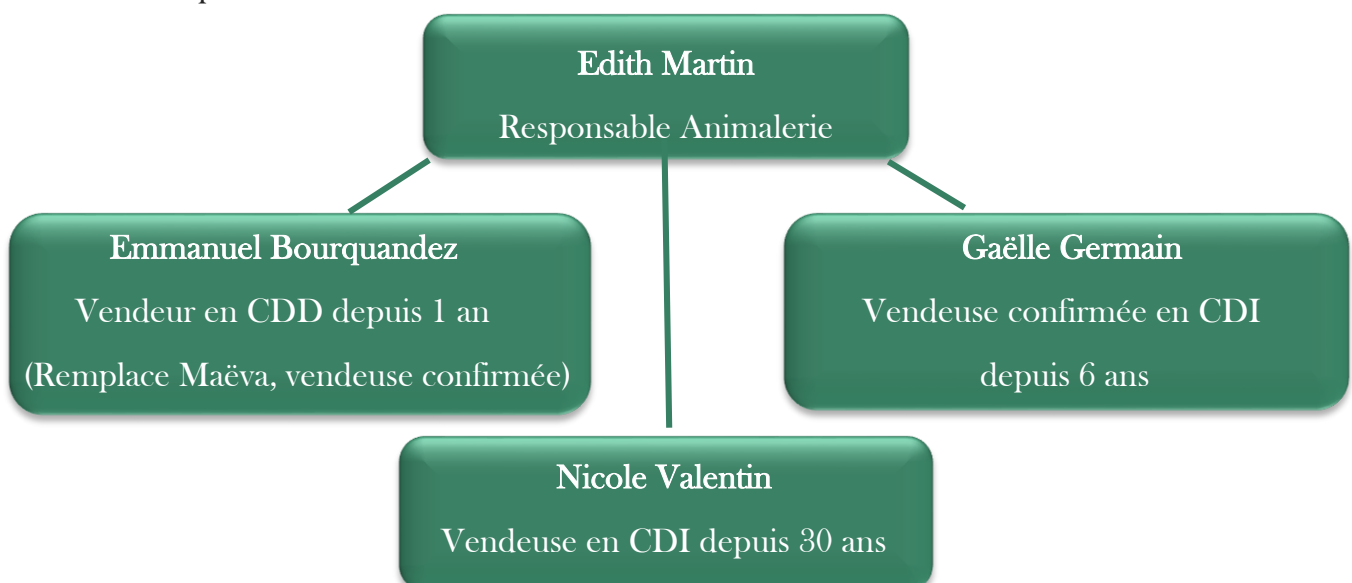 Edith Martin
Responsable Animalerie
Emmanuel Bourquandez
Vendeur en CDD depuis 1 an
(Remplace Maëva, vendeuse confirmée)
Gaëlle Germain
Vendeuse confirmée en CDI
depuis 6 ans
Nicole Valentin
Vendeuse en CDI depuis 30 ans